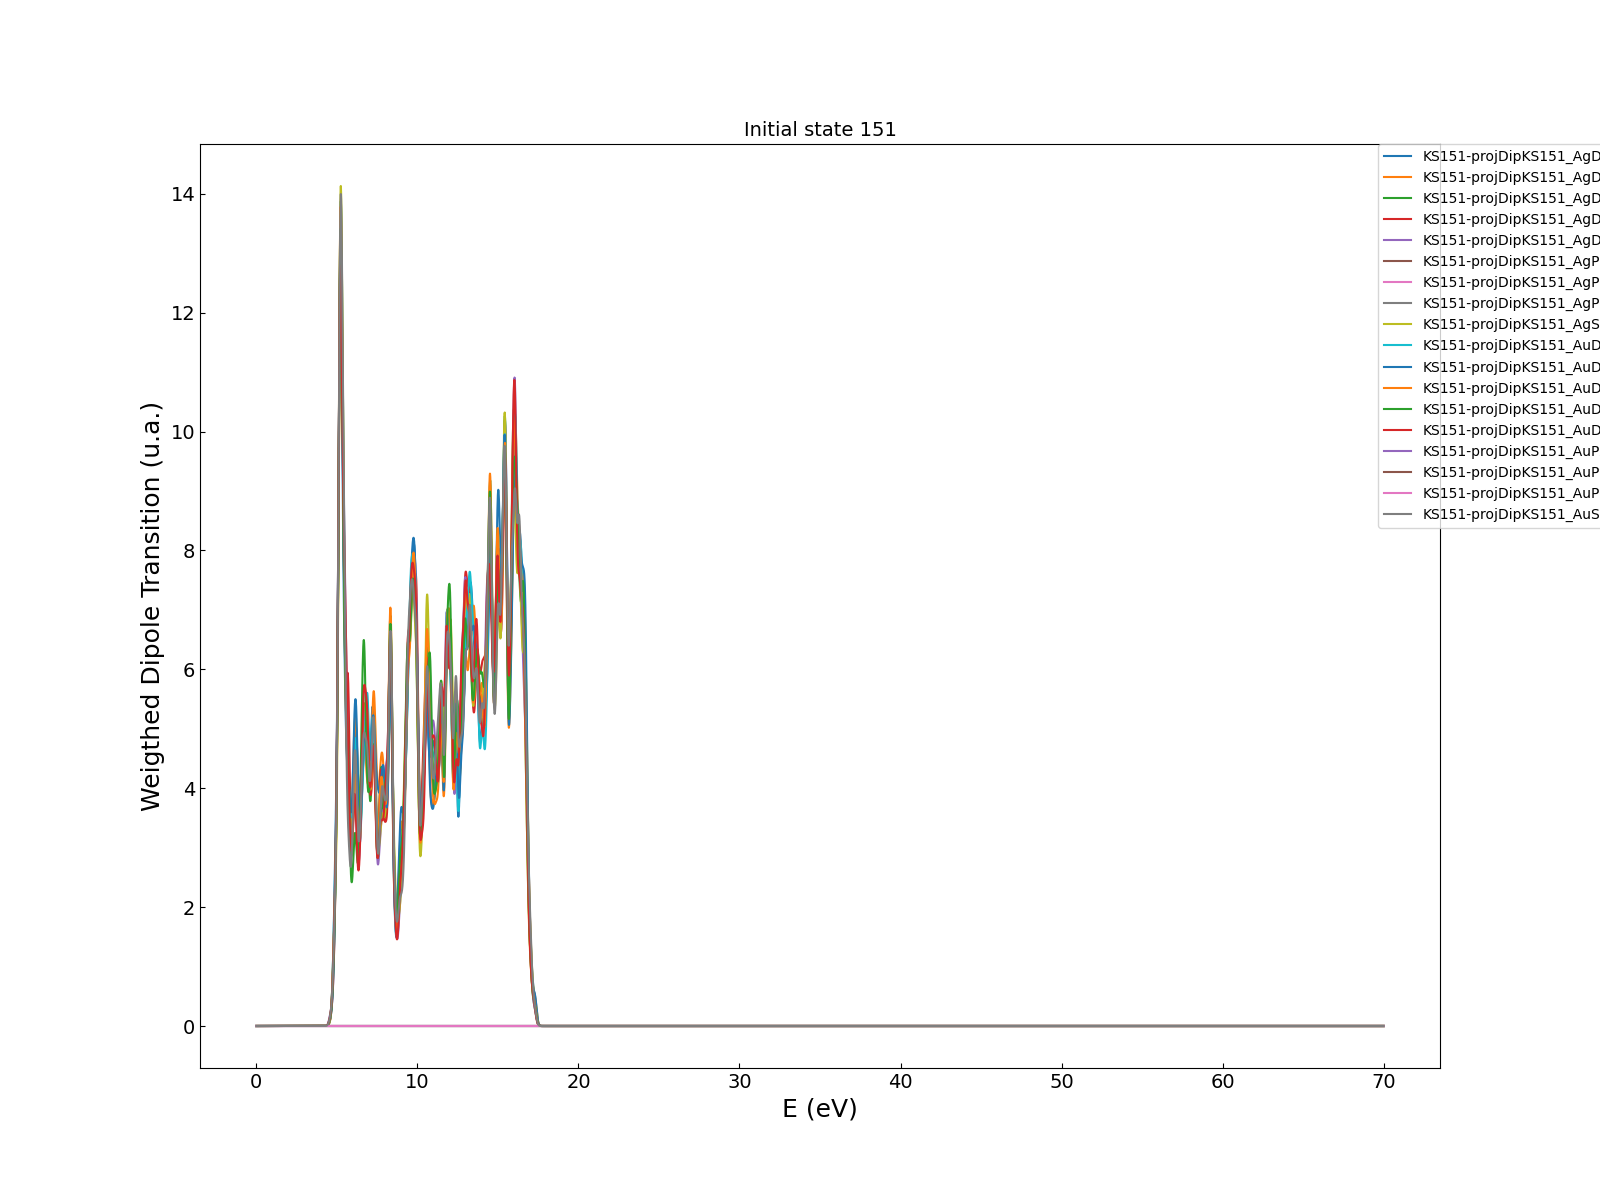 Initial state 151
Weigthed Dipole Transition (u.a.)
14
12
10
8
6
4
2
0
0 10 20 30 40 50 60 70
E (eV)
KS151-projDipKS151_AgD
KS151-projDipKS151_AgD
KS151-projDipKS151_AgD
KS151-projDipKS151_AgD
KS151-projDipKS151_AgD
KS151-projDipKS151_AgP
KS151-projDipKS151_AgP
KS151-projDipKS151_AgP
KS151-projDipKS151_AgS
KS151-projDipKS151_AuD
KS151-projDipKS151_AuD
KS151-projDipKS151_AuD
KS151-projDipKS151_AuD
KS151-projDipKS151_AuD
KS151-projDipKS151_AuP
KS151-projDipKS151_AuP
KS151-projDipKS151_AuP
KS151-projDipKS151_AuS